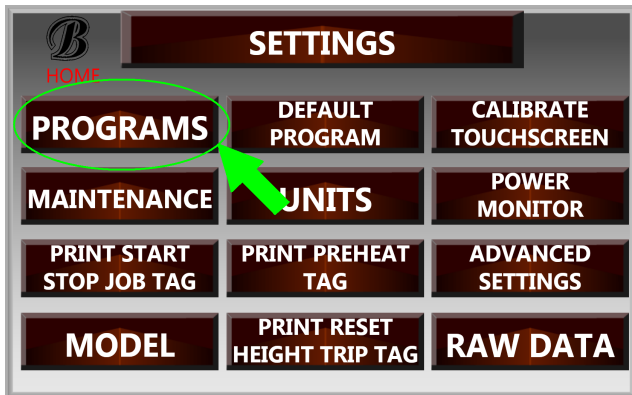 B
SETTINGS
HOME
PROGRAMS
DEFAULT
PROGRAM
CALIBRATE
TOUCHSCREEN
MAINTENANCE
UNITS
POWER
MONITOR
PRINT START
STOP JOB TAG
PRINT PREHEAT
TAG
ADVANCED
SETTINGS
MODEL
PRINT RESET
HEIGHT TRIP TAG
RAW DATA